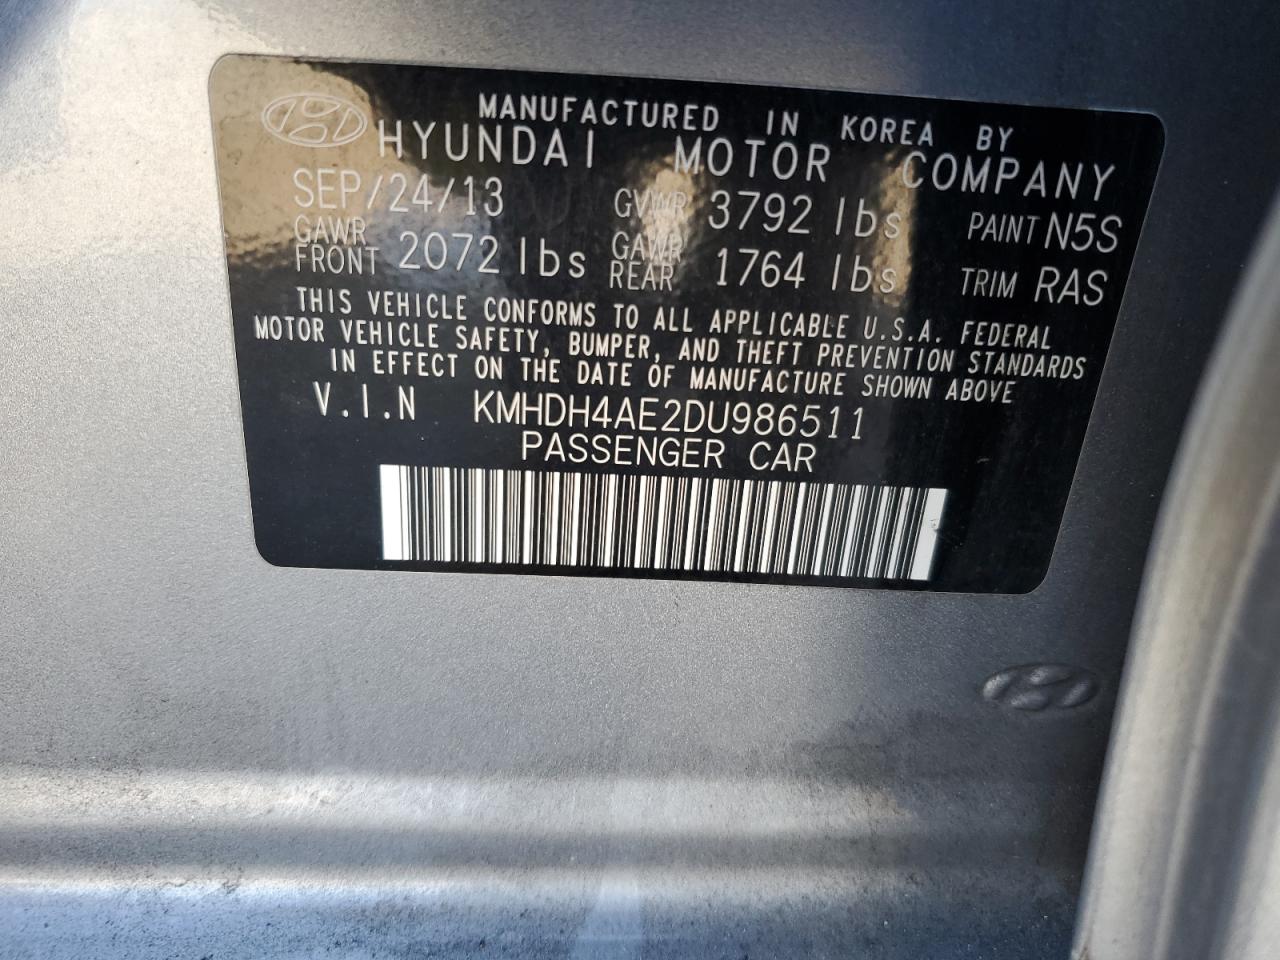 MANUFACTURED IN KOREA BY
HYUNDAI MOTOR COMPANY
SEP/24/13 GVWR 3792 lbs PAINT N5S
GAWR FRONT 2072 lbs GAWR REAR 1764 lbs TRIM RAS
THIS VEHICLE CONFORMS TO ALL APPLICABLE U.S.A. FEDERAL
MOTOR VEHICLE SAFETY, BUMPER, AND THEFT PREVENTION STANDARDS
IN EFFECT ON THE DATE OF MANUFACTURE SHOWN ABOVE
V.I.N KMHDH4AE2DU986511
PASSENGER CAR